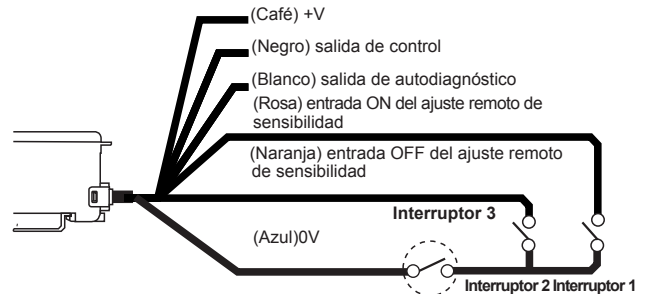 (Café) +V
(Negro) salida de control
(Blanco) salida de autodiagnóstico
(Rosa) entrada ON del ajuste remoto de
sensibilidad
(Naranja) entrada OFF del ajuste remoto
de sensibilidad
Interruptor 3
(Azul)0V
Interruptor 2 Interruptor 1